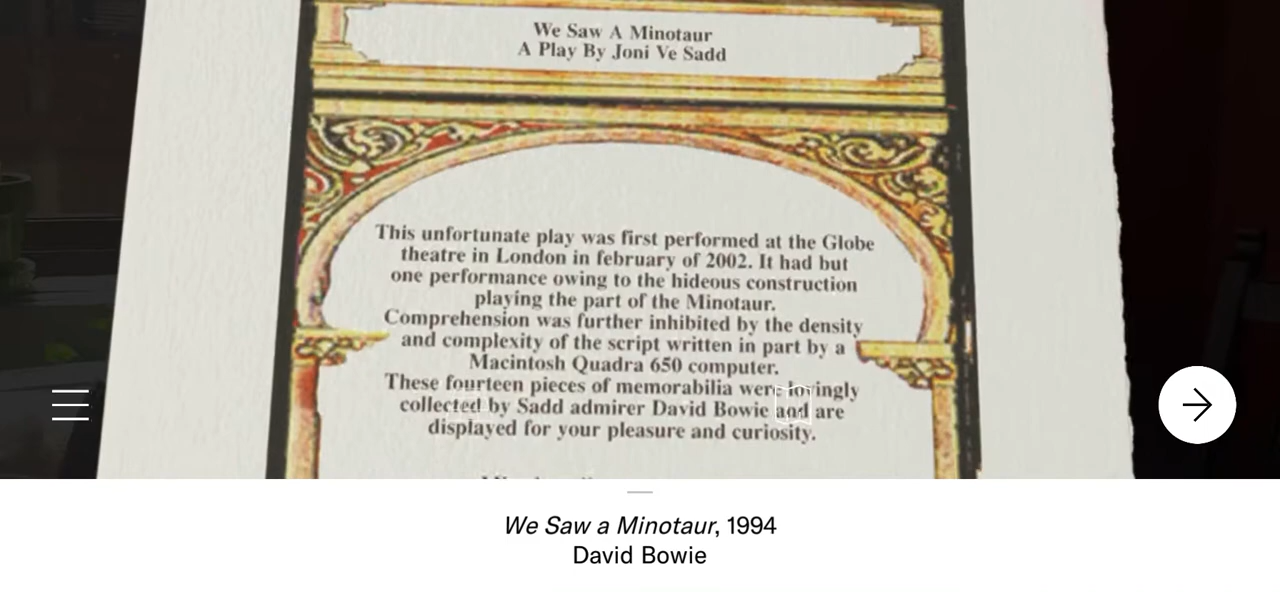 We Saw A Minotaur
A Play By Joni Ve Sadd
This unfortunate play was first performed at the Globe
theatre in London in february of 2002. It had but
one performance owing to the hideous construction
playing the part of the Minotaur.
Comprehension was further inhibited by the density
and complexity of the script written in part by a
Macintosh Quadra 650 computer.
These fourteen pieces of memorabilia were lovingly
collected by Sadd admirer David Bowie and are
displayed for your pleasure and curiosity.
We Saw a Minotaur, 1994
David Bowie